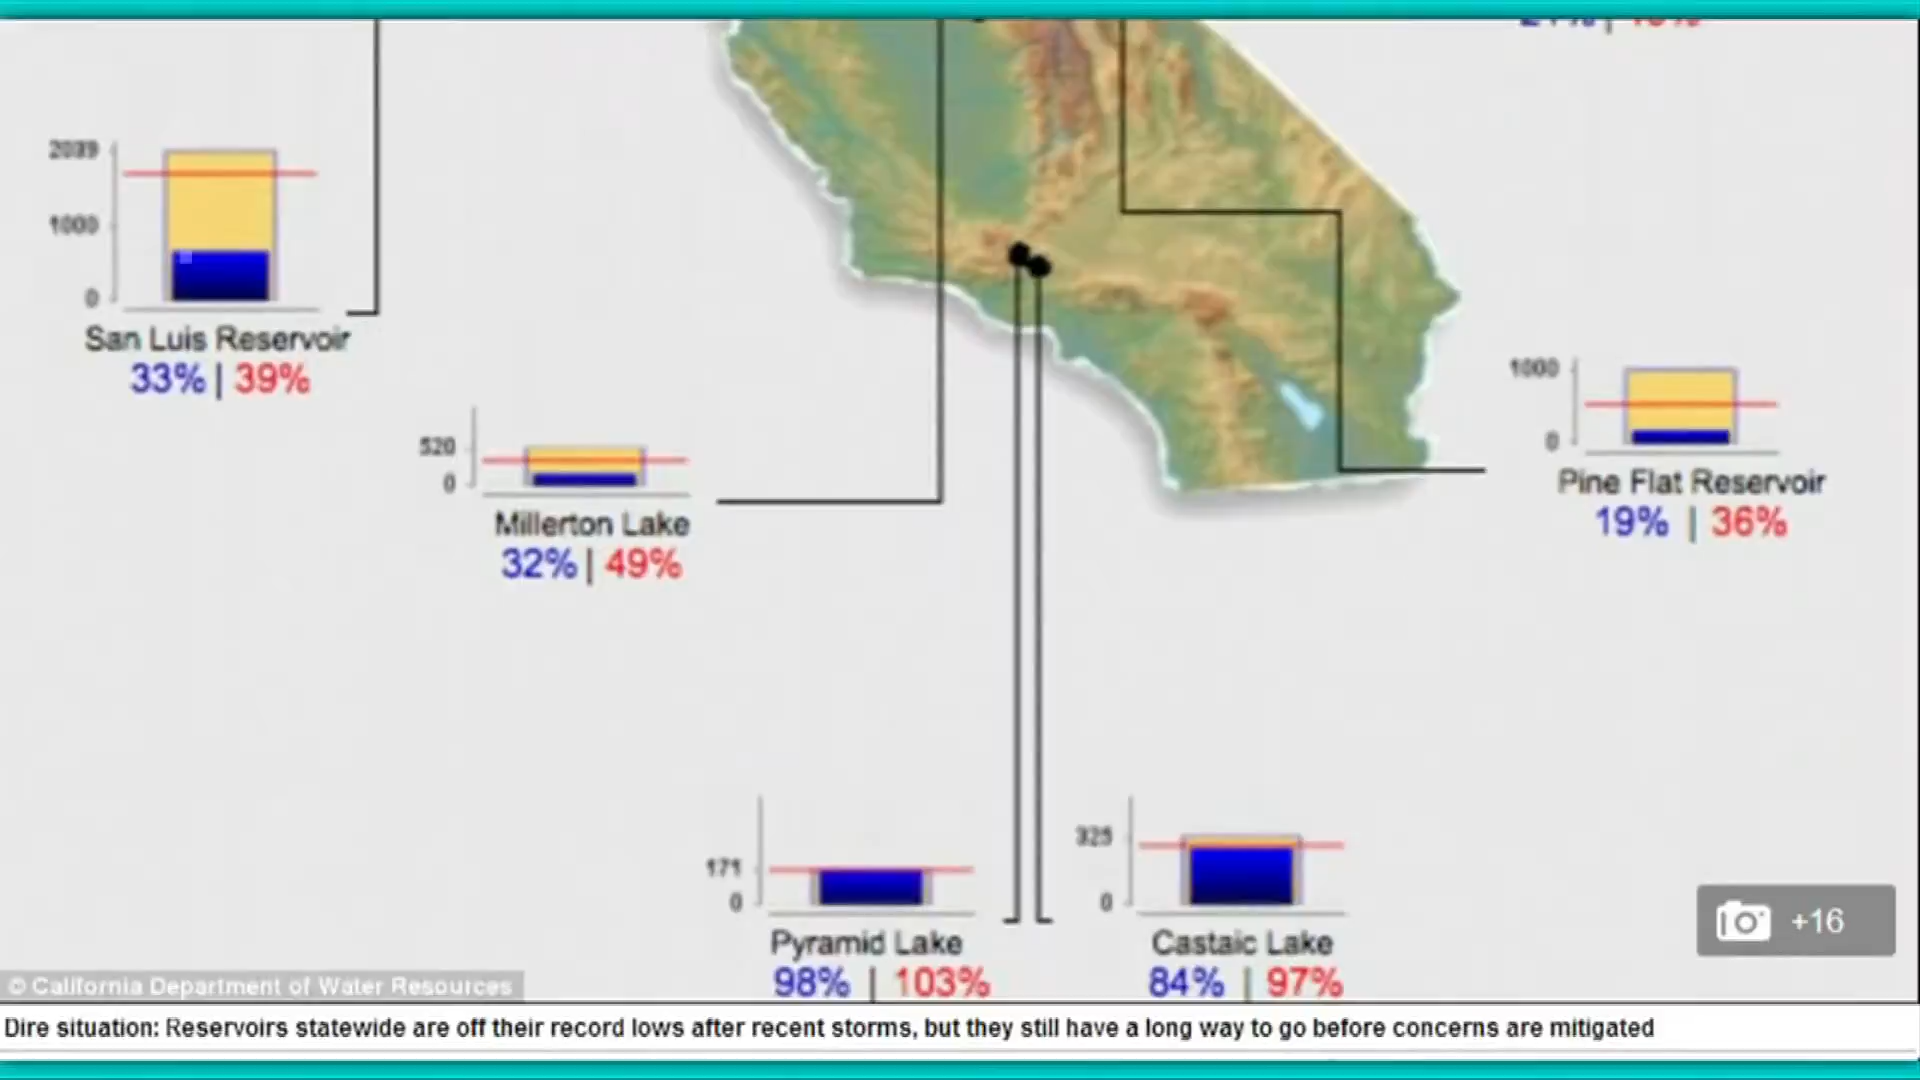 2039
1000
0
San Luis Reservoir
33% | 39%
520
0
Millerton Lake
32% | 49%
1000
0
Pine Flat Reservoir
19% | 36%
171
0
Pyramid Lake
98% | 103%
325
0
Castaic Lake
84% | 97%
+16
© California Department of Water Resources
Dire situation: Reservoirs statewide are off their record lows after recent storms, but they still have a long way to go before concerns are mitigated